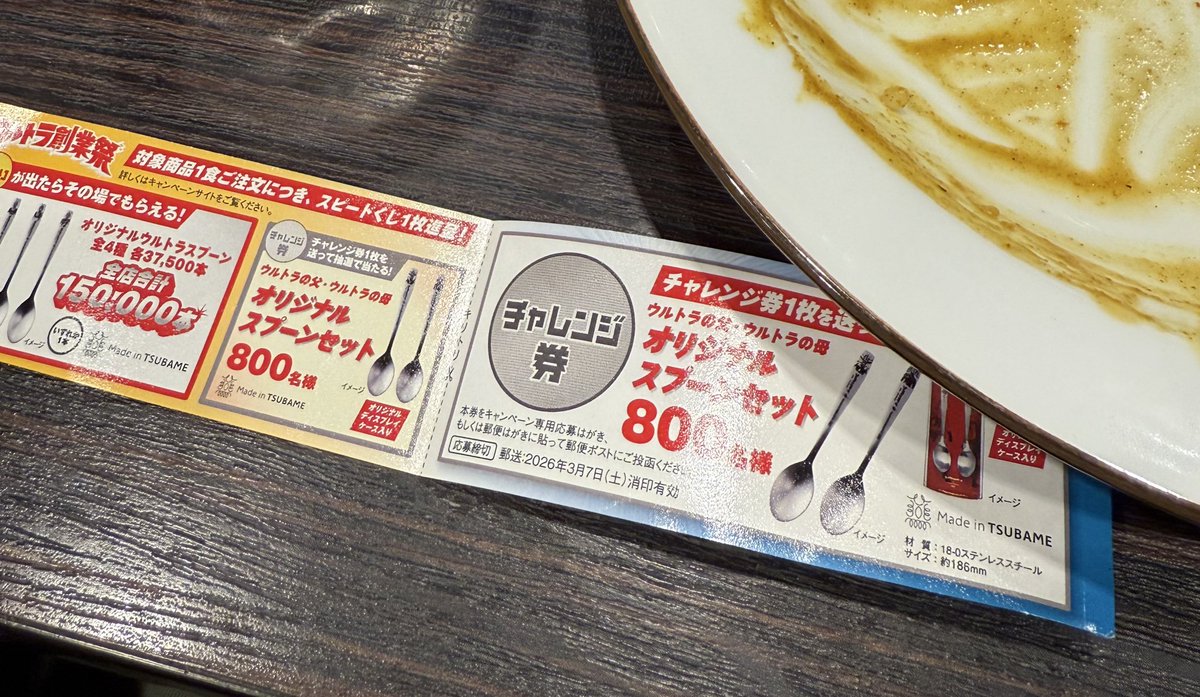 トラ創業祭
対象商品1食ご注文につき、スピードくじ1枚進呈!
詳しくはキャンペーンサイトをご覧ください。
が出たらその場でもらえる!
オリジナルウルトラスプーン
全4種 各37,500本
全店合計
150,000本
いずれか
1本
イメージ
Made in TSUBAME
チャレンジ
券
チャレンジ券1枚を
送って抽選で当たる!
ウルトラの父・ウルトラの母
オリジナル
スプーンセット
800名様
イメージ
Made in TSUBAME
オリジナル
ディスプレイ
ケース入り
キリトリ
チャレンジ
券
チャレンジ券1枚を送っ
ウルトラの父・ウルトラの母
オリジナル
スプーンセット
800名様
本券をキャンペーン専用応募はがき、
もしくは郵便はがきに貼って郵便ポストにご投函くださ
応募締切 郵送:2026年3月7日(土)消印有効
イメージ
ディスプレイ
ケース入り
イメージ
Made in TSUBAME
材 質:18-0ステンレススチール
サイズ:約186mm